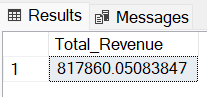 Results Messages
Total_Revenue
1 817860.05083847